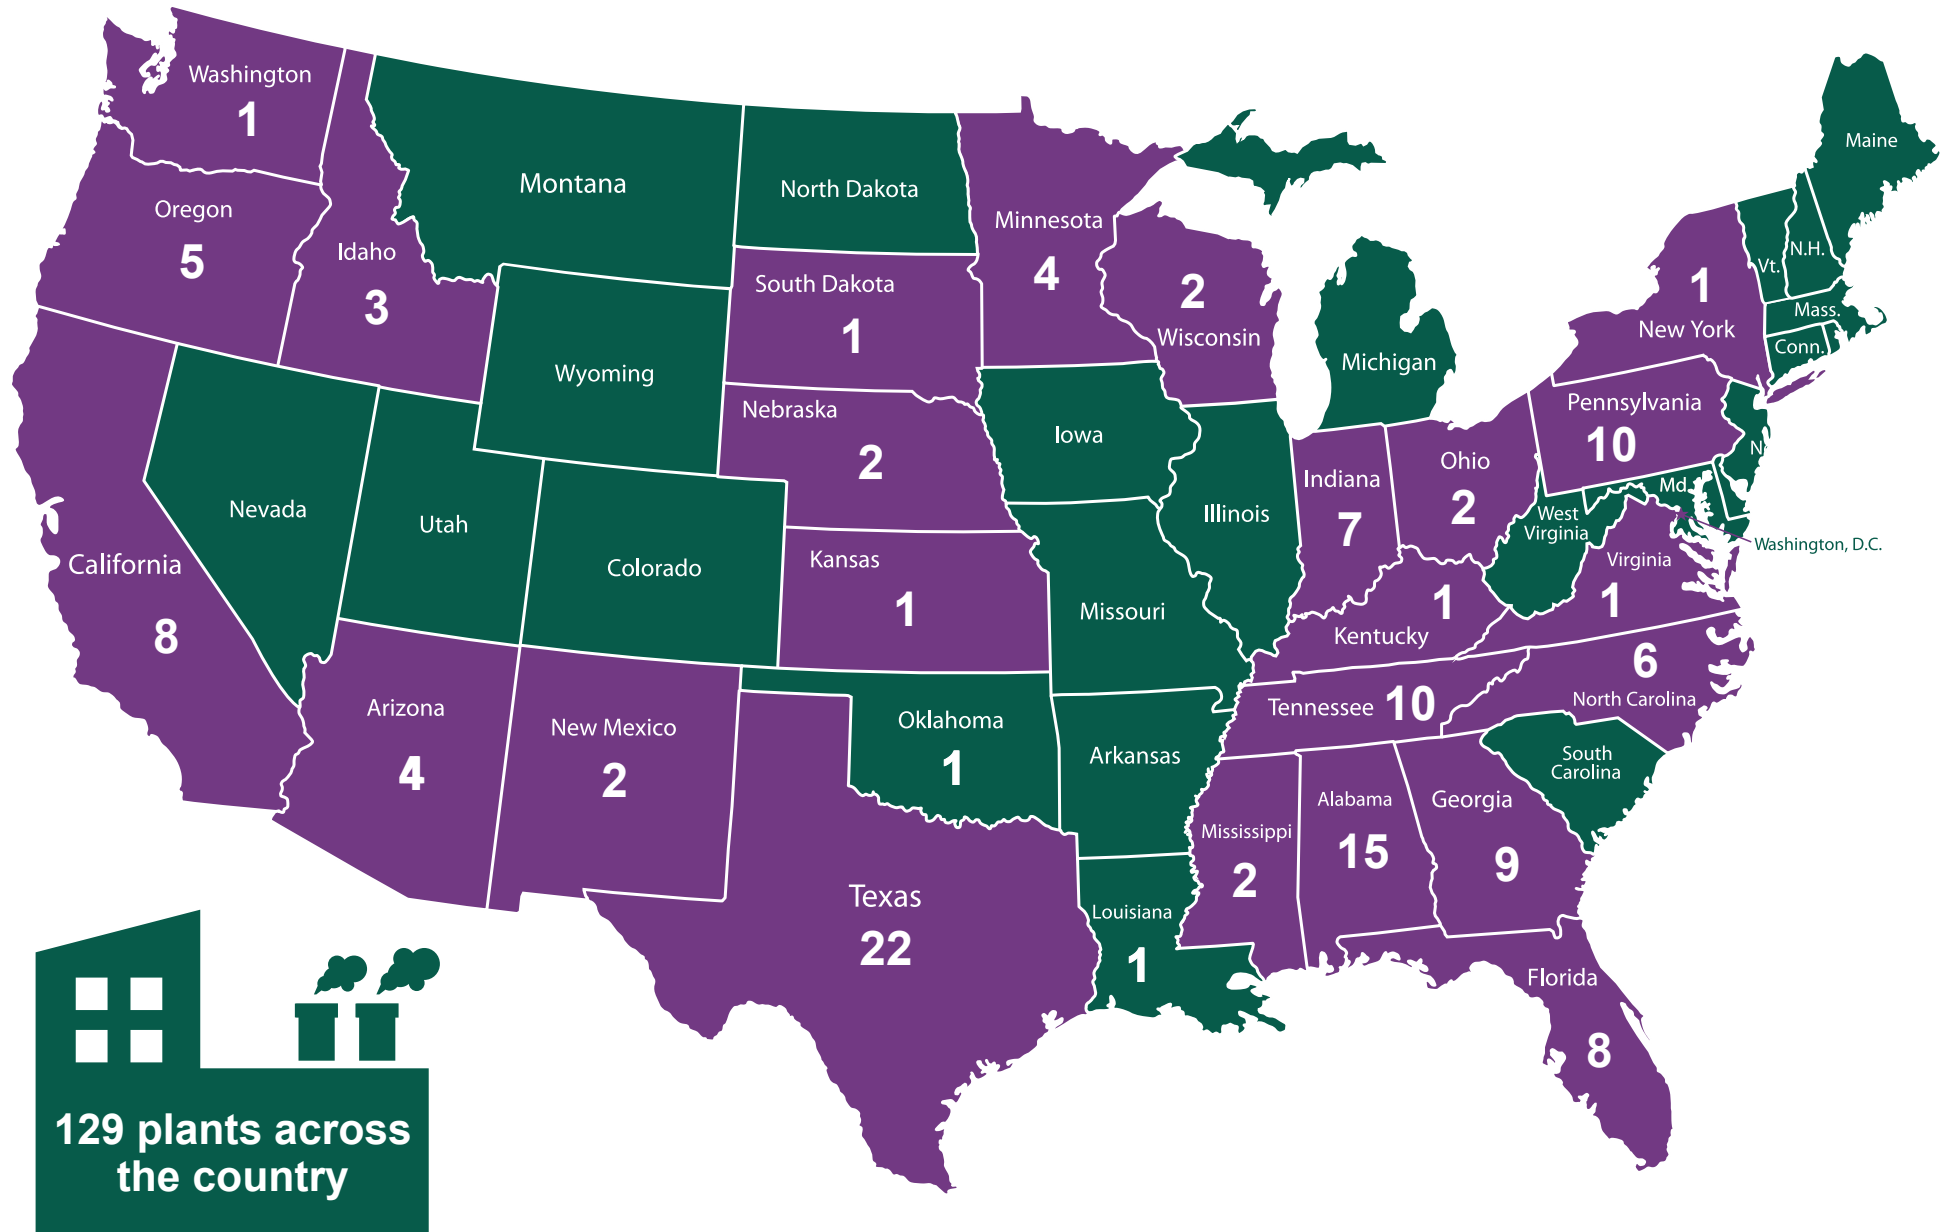 Washington
1
Oregon
5
Idaho
3
Montana
North Dakota
Minnesota
4
South Dakota
1
2
Wisconsin
Wyoming
Michigan
Maine
N.H.
Vt.
Mass.
Conn.
1
New York
Nebraska
2
Iowa
Pennsylvania
10
N
Nevada
Utah
Colorado
Kansas
1
Illinois
Indiana
7
Ohio
2
Md.
West
Virginia
Washington, D.C.
Virginia
1
California
8
Missouri
1
Kentucky
6
North Carolina
Tennessee 10
Arizona
4
New Mexico
2
Oklahoma
1
Arkansas
South
Carolina
Mississippi
2
Alabama
15
Georgia
9
Texas
22
Louisiana
1
Florida
8
129 plants across
the country